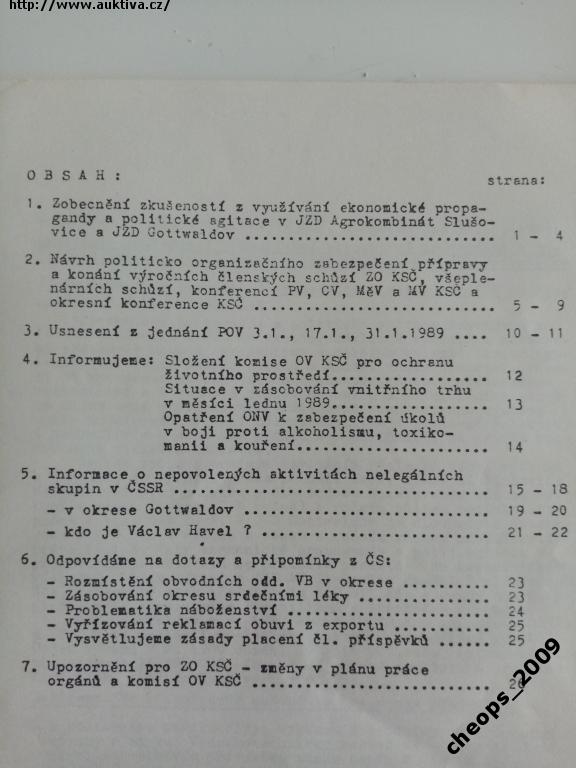 http://www.auktiva.cz/
O B S A H :
strana:
1. Zobecnění zkušeností z využívání ekonomické propa-
gandy a politické agitace v JZD Agrokombinát Slušo-
vice a JZD Gottwaldov .............................. 1 - 4
2. Návrh politicko organizačního zabezpečení přípravy
a konání výročních členských schůzí ZO KSČ, všeple-
nárních schůzí, konferencí PV, CV, MěV a MV KSČ a
okresní konference KSČ ............................. 5 - 9
3. Usnesení z jednání POV 3.1., 17.1., 31.1.1989 .... 10 - 11
4. Informujeme: Složení komise OV KSČ pro ochranu
životního prostředí................... 12
Situace v zásobování vnitřního trhu
v měsíci lednu 1989................... 13
Opatření ONV k zabezpečení úkolů
v boji proti alkoholismu, toxiko-
manii a kouření....................... 14
5. Informace o nepovolených aktivitách nelegálních
skupin v ČSSR ...................................... 15 - 18
- v okrese Gottwaldov .............................. 19 - 20
- kdo je Václav Havel ? ............................ 21 - 22
6. Odpovídáme na dotazy a připomínky z ČS:
- Rozmístění obvodních odd. VB v okrese .......... 23
- Zásobování okresu srdečními léky ............... 23
- Problematika náboženství ....................... 24
- Vyřizování reklamací obuvi z exportu ........... 25
- Vysvětlujeme zásady placení čl. příspěvků ...... 25
7. Upozornění pro ZO KSČ - změny v plánu práce
orgánů a komisí OV KSČ ............................ 26
cheops_2009